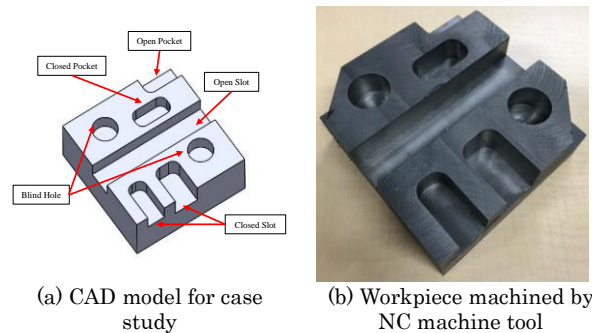 Open Pocket
Closed Pocket
Open Slot
Blind Hole
Closed Slot
(a) CAD model for case
study
(b) Workpiece machined by
NC machine tool